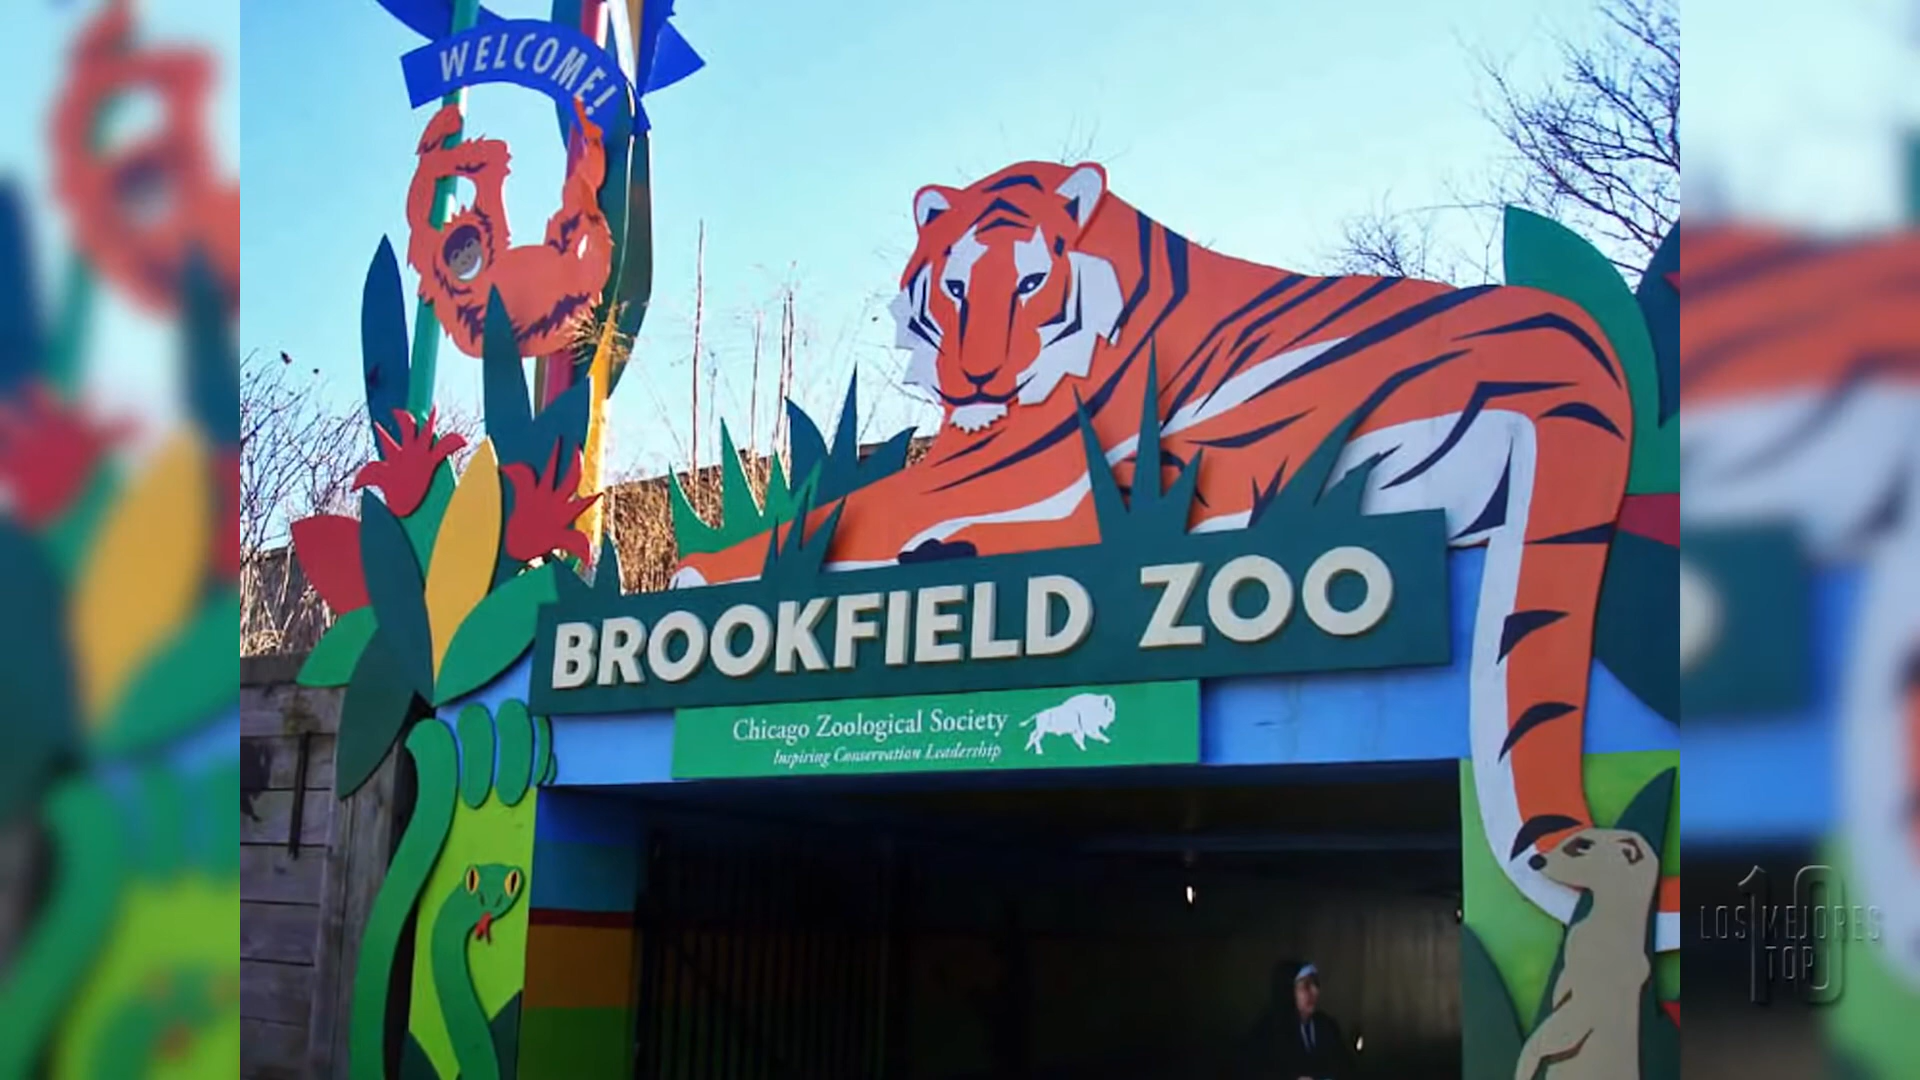 WELCOME!
BROOKFIELD ZOO
Chicago Zoological Society
Inspiring Conservation Leadership
10
LOS MEJORES
TOP